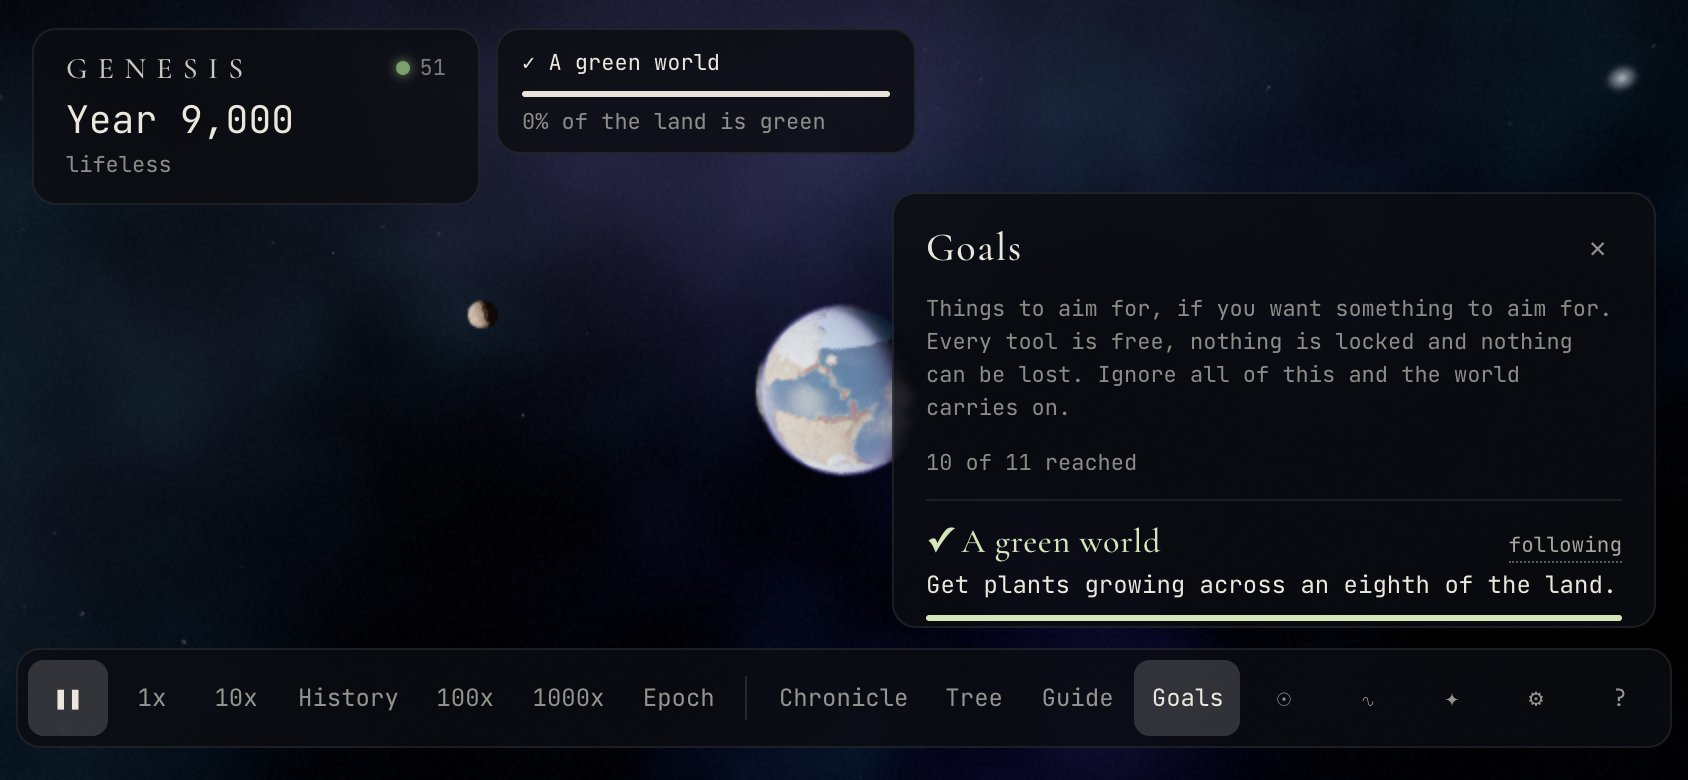 GENESIS
51
Year 9,000
lifeless
✓ A green world
0% of the land is green
Goals
✕
Things to aim for, if you want something to aim for.
Every tool is free, nothing is locked and nothing
can be lost. Ignore all of this and the world
carries on.
10 of 11 reached
✓ A green world
following
Get plants growing across an eighth of the land.
1x 10x History 100x 1000x Epoch Chronicle Tree Guide Goals ☉ ∿ ✦ ⚙ ?